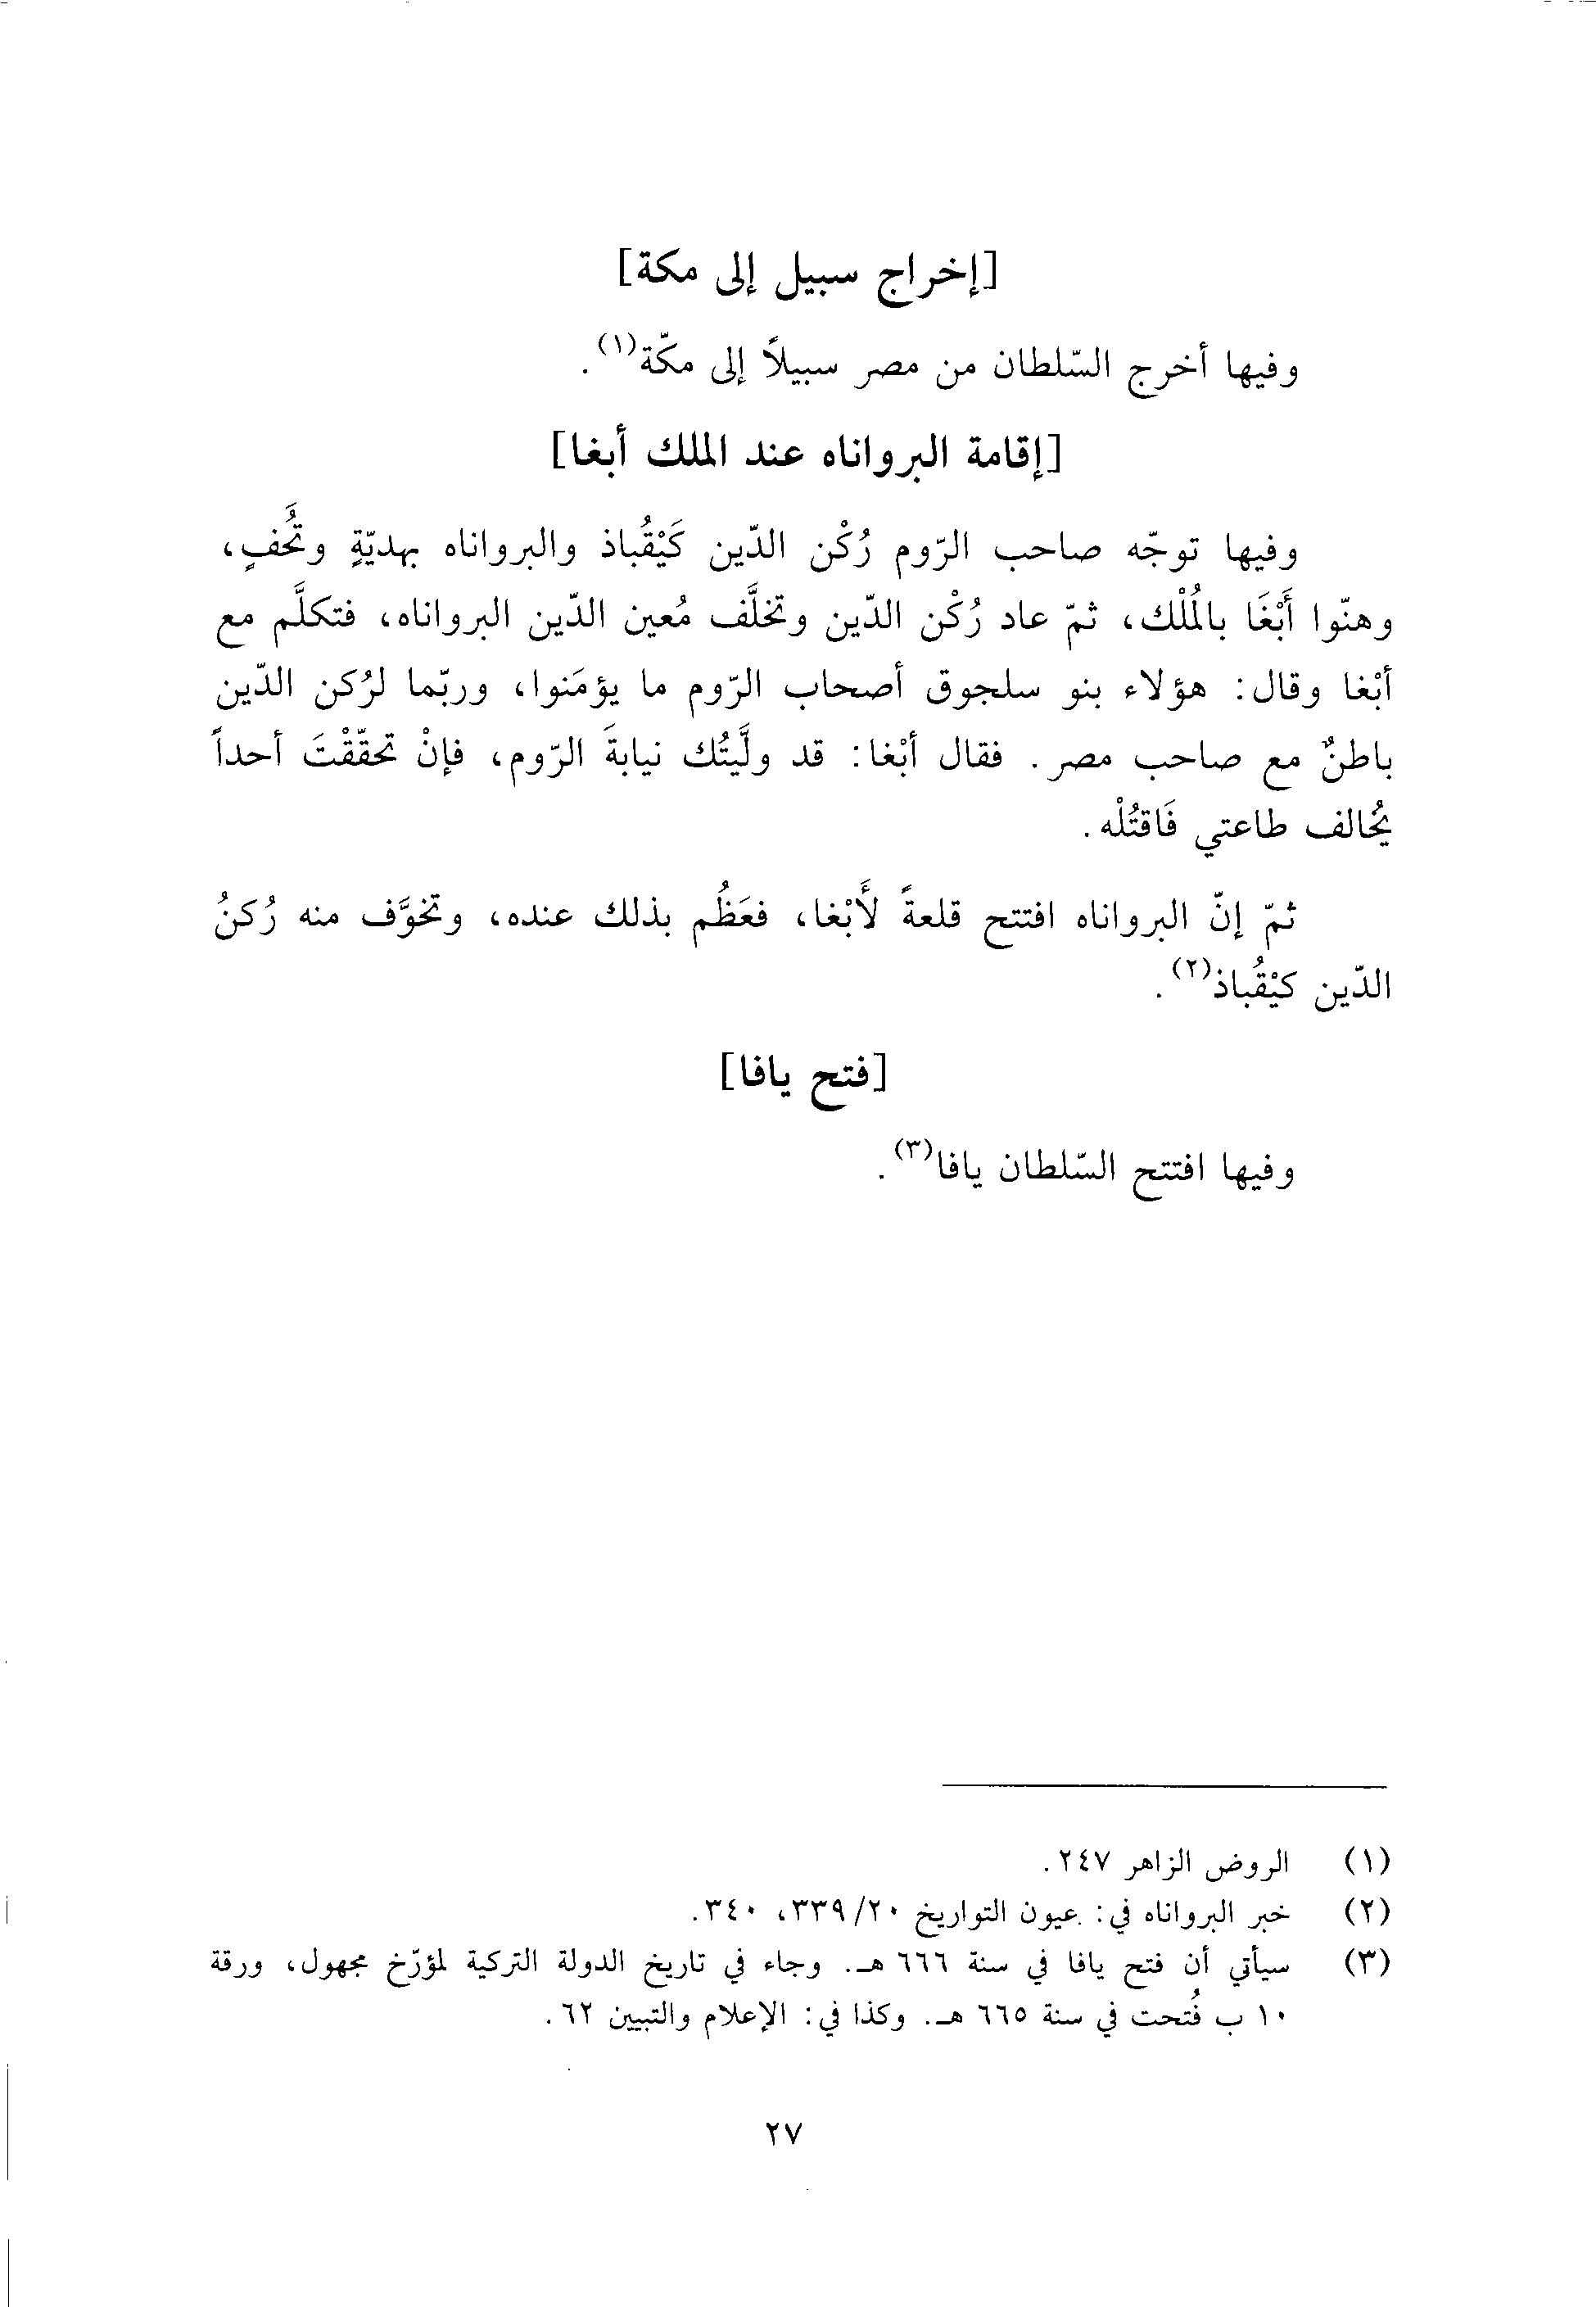 [إخراج سبيل إلى مكة]
وفيها أخرج السّلطان من مصر سبيلاً إلى مكّة(١).
[إقامة البرواناه عند الملك أبغا]
وفيها توجّه صاحب الرّوم رُكْن الدّين كَيْقُباذ والبرواناه بهديّةٍ وتُحَفٍ،
وهنّوا أَبْغَا بالمُلْك، ثمّ عاد رُكْن الدّين وتخلَّف مُعين الدّين البرواناه، فتكلَّم مع
أبْغا وقال: هؤلاء بنو سلجوق أصحاب الرّوم ما يؤمَنوا، وربّما لرُكن الدّين
باطنٌ مع صاحب مصر. فقال أبْغا: قد ولَّيتُك نيابةَ الرّوم، فإنْ تحقّقْتَ أحداً
يُخالف طاعتي فَاقتُلْه.
ثمّ إنّ البرواناه افتتح قلعةً لأَبْغا، فعَظُم بذلك عنده، وتخوَّف منه رُكنُ
الدّين كيْقُباذ(٢).
[فتح يافا]
وفيها افتتح السّلطان يافا(٣).
(١) الروض الزاهر ٢٤٧.
(٢) خبر البرواناه في: عيون التواريخ ٣٣٩/٢٠، ٣٤٠.
(٣) سيأتي أن فتح يافا في سنة ٦٦٦ هـ. وجاء في تاريخ الدولة التركية لمؤرّخ مجهول، ورقة
١٠ ب فُتحت في سنة ٦٦٥ هـ. وكذا في: الإعلام والتبيين ٦٢.
٢٧